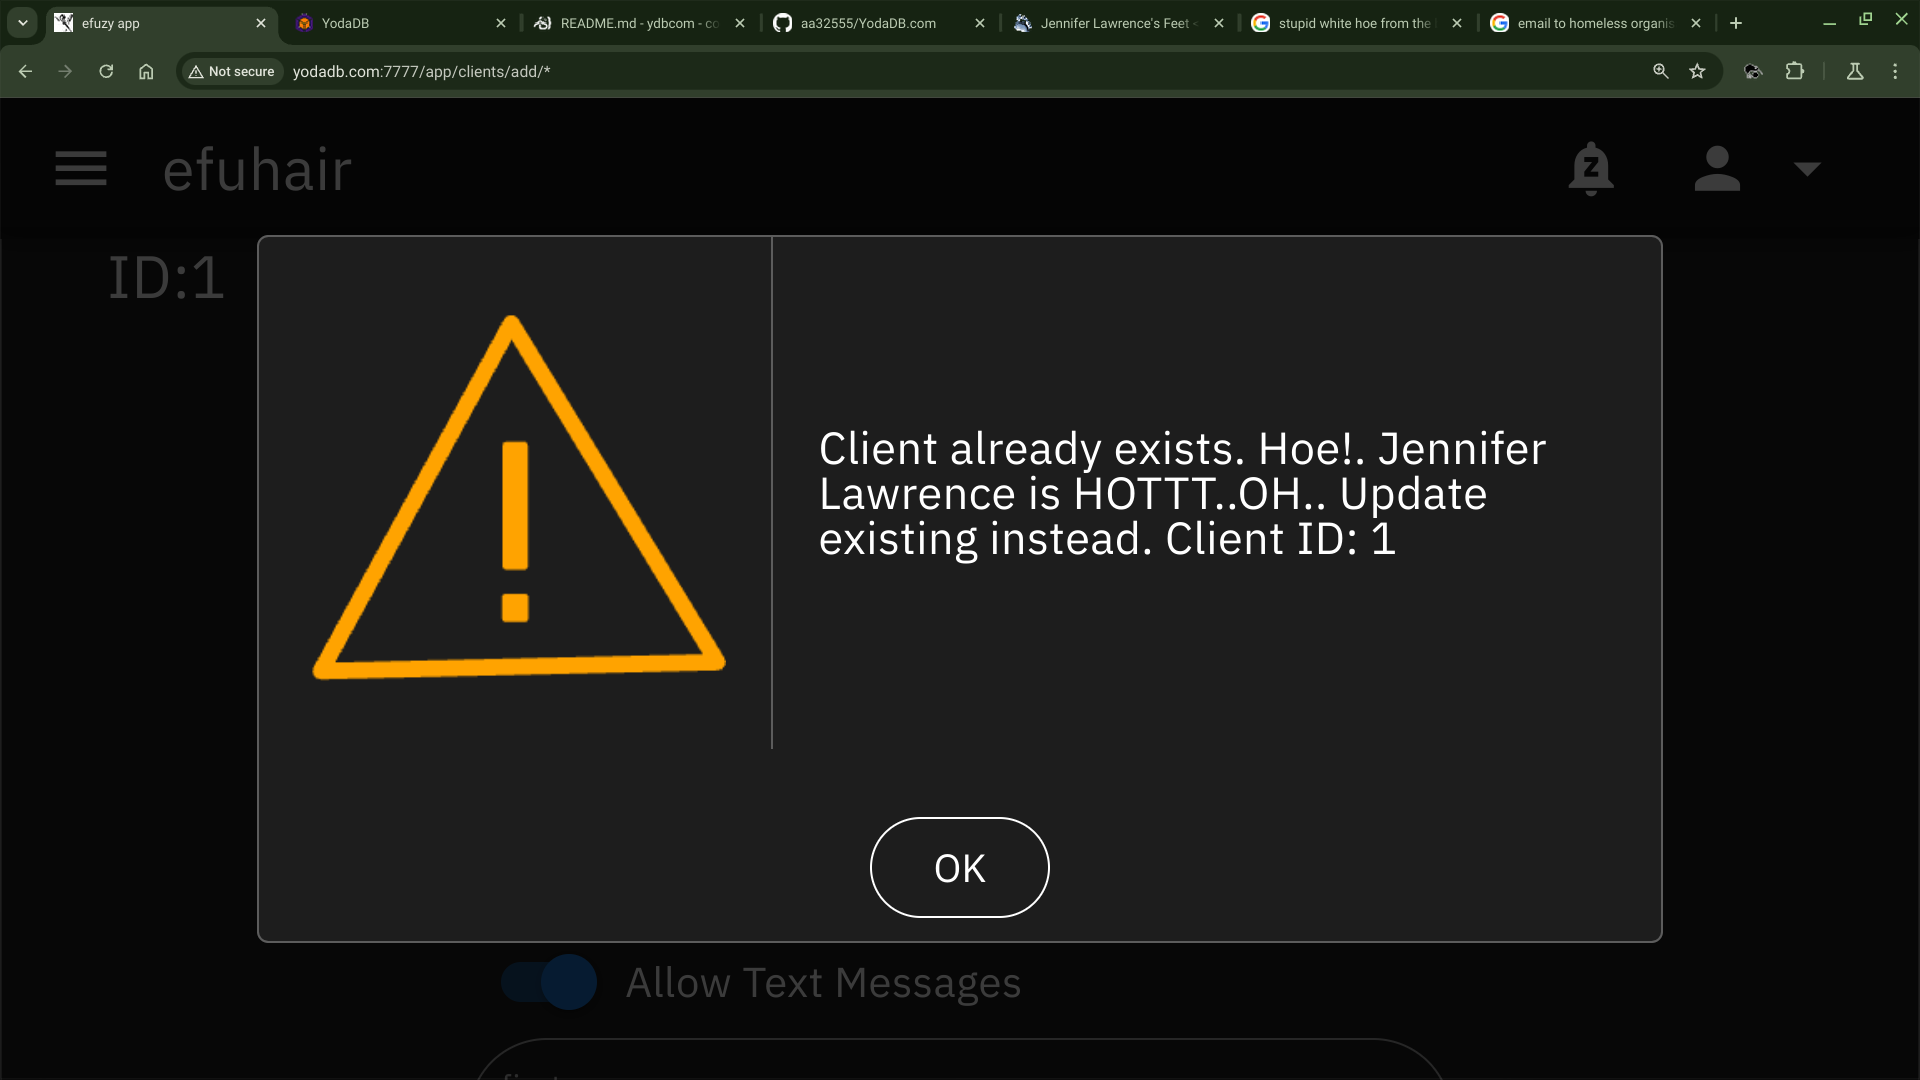 efuzy app
YodaDB
README.md - ydbcom - co
aa32555/YodaDB.com
Jennifer Lawrence's Feet <
stupid white hoe from the
email to homeless organis
Not secure
yodadb.com:7777/app/clients/add/*
efuhair
Z
ID:1
Client already exists. Hoe!. Jennifer
Lawrence is HOTTT..OH.. Update
existing instead. Client ID: 1
OK
Allow Text Messages